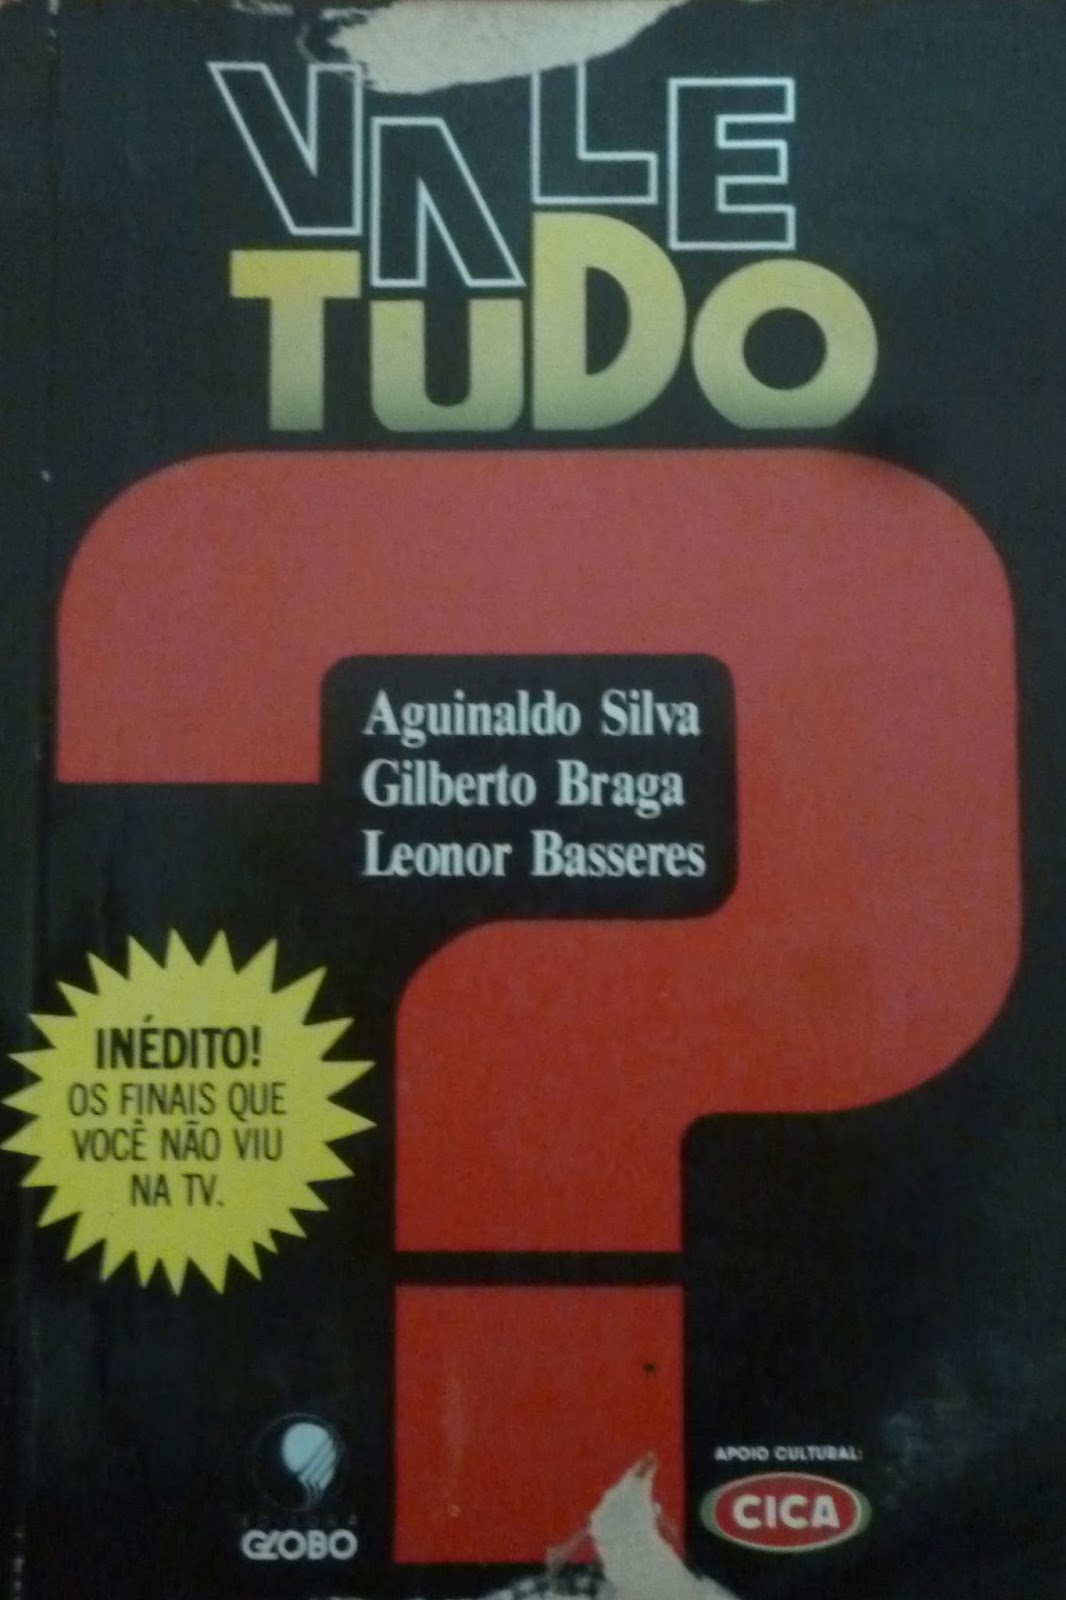 VALE
TUDO
Aguinaldo Silva
Gilberto Braga
Leonor Basseres
INÉDITO!
OS FINAIS QUE
VOCÊ NÃO VIU
NA TV.
EDITORA
GLOBO
APOIO CULTURAL:
CICA